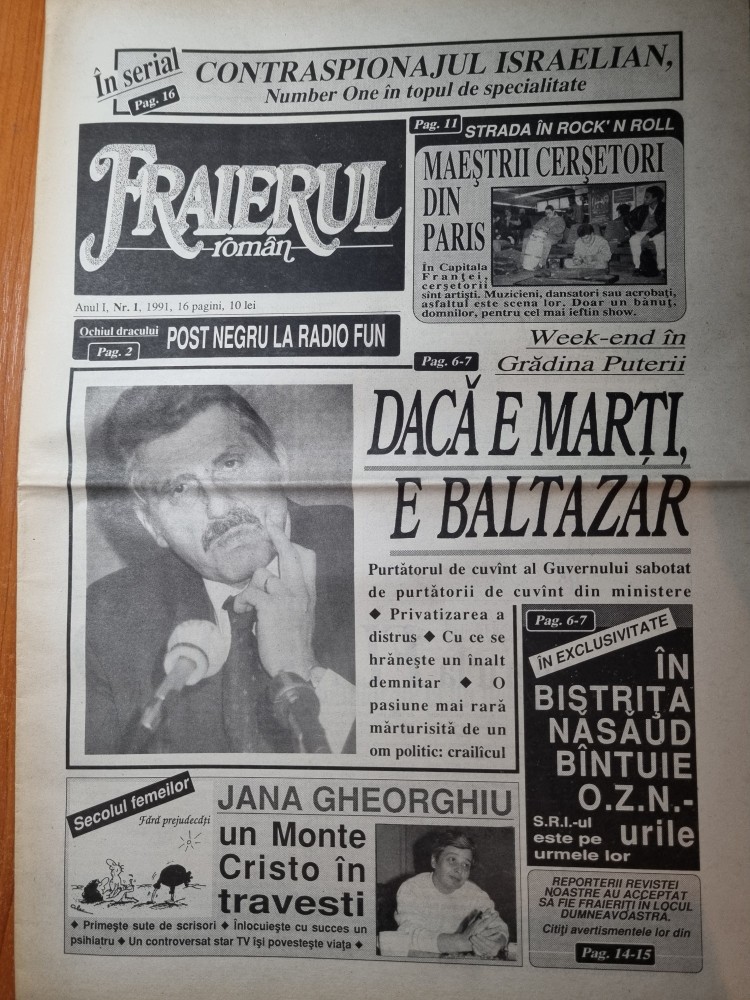 În serial
Pag. 16
CONTRASPIONAJUL ISRAELIAN,
Number One în topul de specialitate
FRAIERUL
român
Anul I, Nr. 1, 1991, 16 pagini, 10 lei
Pag. 11
STRADA ÎN ROCK' N ROLL
MAEŞTRII CERŞETORI
DIN
PARIS
În Capitala
Franţei,
cerşetorii
sînt artişti. Muzicieni, dansatori sau acrobaţi,
asfaltul este scena lor. Doar un bănuţ,
domnilor, pentru cel mai ieftin show.
Ochiul dracului
Pag. 2
POST NEGRU LA RADIO FUN
Pag. 6-7
Week-end în
Grădina Puterii
DACĂ E MARŢI,
E BALTAZAR
Purtătorul de cuvînt al Guvernului sabotat
de purtătorii de cuvînt din ministere
◆ Privatizarea a
distrus ◆ Cu ce se
hrăneşte un înalt
demnitar ◆ O
pasiune mai rară
mărturisită de un
om politic: crailîcul
Pag. 6-7
ÎN EXCLUSIVITATE
ÎN
BISTRIŢA
NĂSĂUD
BÎNTUIE
O.Z.N.-
urile
S.R.I.-ul
este pe
urmele lor
Secolul femeilor
Fără prejudecăţi
JANA GHEORGHIU
un Monte
Cristo în
travesti
◆ Primeşte sute de scrisori ◆ Înlocuieşte cu succes un
psihiatru ◆ Un controversat star TV îşi povesteşte viaţa ◆
REPORTERII REVISTEI
NOASTRE AU ACCEPTAT
SĂ FIE FRAIERIŢI ÎN LOCUL
DUMNEAVOASTRĂ.
Citiţi avertismentele lor din
Pag. 14-15